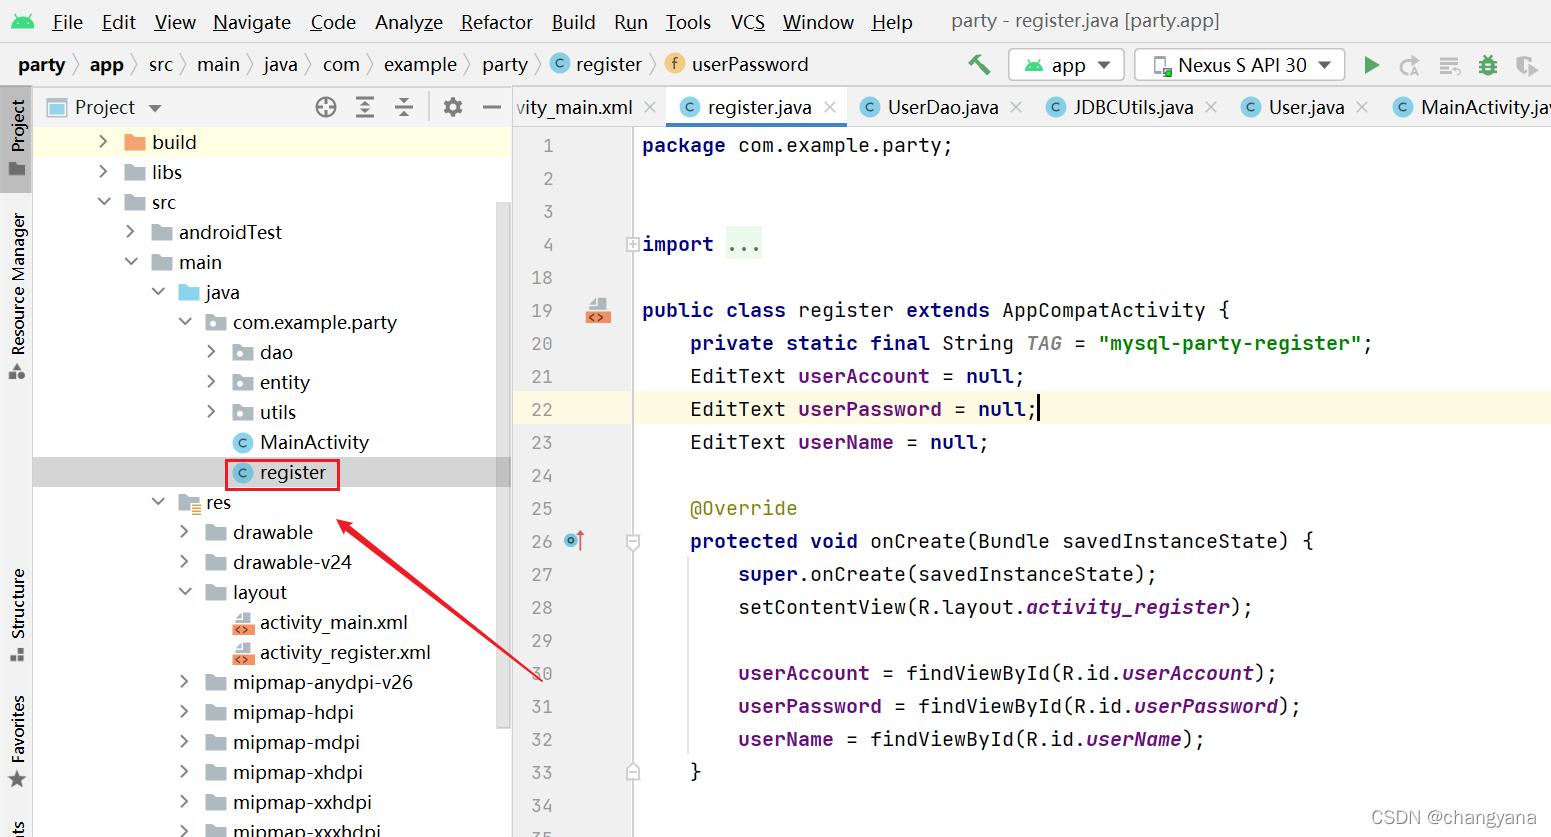 File Edit View Navigate Code Analyze Refactor Build Run Tools VCS Window Help party - register.java [party.app]
party app src main java com example party register userPassword app Nexus S API 30
Project
vity_main.xml register.java UserDao.java JDBCUtils.java User.java MainActivity.jav
Project
Resource Manager
Structure
Favorites
build
libs
src
androidTest
main
java
com.example.party
dao
entity
utils
MainActivity
register
res
drawable
drawable-v24
layout
activity_main.xml
activity_register.xml
mipmap-anydpi-v26
mipmap-hdpi
mipmap-mdpi
mipmap-xhdpi
mipmap-xxhdpi
mipmap-xxxhdpi
1 package com.example.party;
2
3
4 import ...
18
19 public class register extends AppCompatActivity {
20 private static final String TAG = "mysql-party-register";
21 EditText userAccount = null;
22 EditText userPassword = null;
23 EditText userName = null;
24
25 @Override
26 protected void onCreate(Bundle savedInstanceState) {
27 super.onCreate(savedInstanceState);
28 setContentView(R.layout.activity_register);
29
30 userAccount = findViewById(R.id.userAccount);
31 userPassword = findViewById(R.id.userPassword);
32 userName = findViewById(R.id.userName);
33 }
34
35
CSDN @changyana